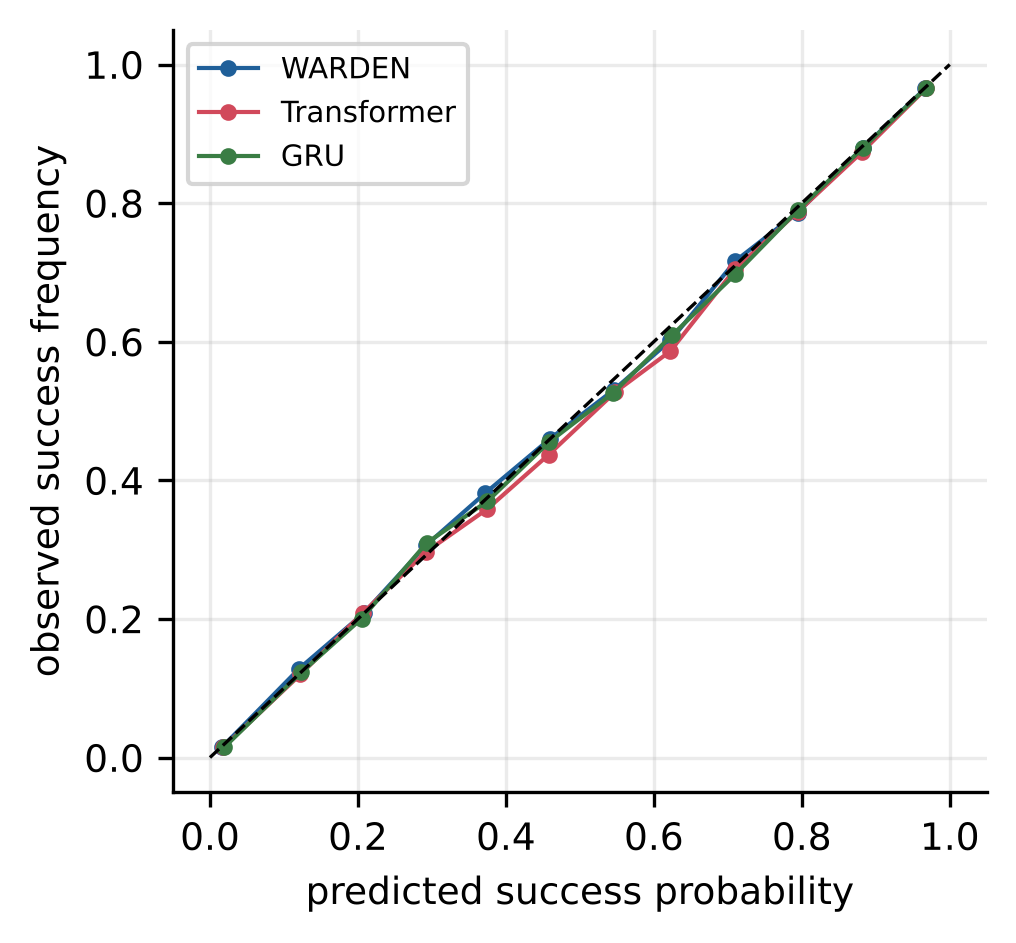 WARDEN
Transformer
GRU
observed success frequency
1.0
0.8
0.6
0.4
0.2
0.0
0.0 0.2 0.4 0.6 0.8 1.0
predicted success probability